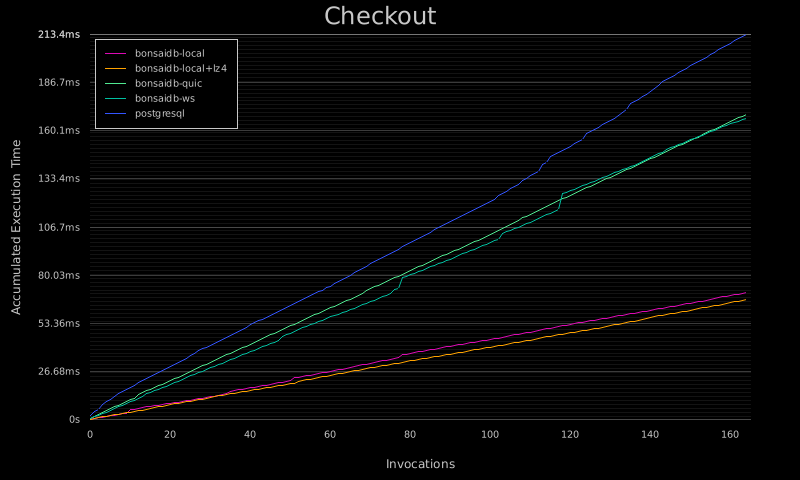 Checkout
213.4ms
bonsaidb-local
bonsaidb-local+lz4
bonsaidb-quic
bonsaidb-ws
postgresql
186.7ms
160.1ms
133.4ms
106.7ms
80.03ms
53.36ms
26.68ms
0s
Accumulated Execution Time
0 20 40 60 80 100 120 140 160
Invocations